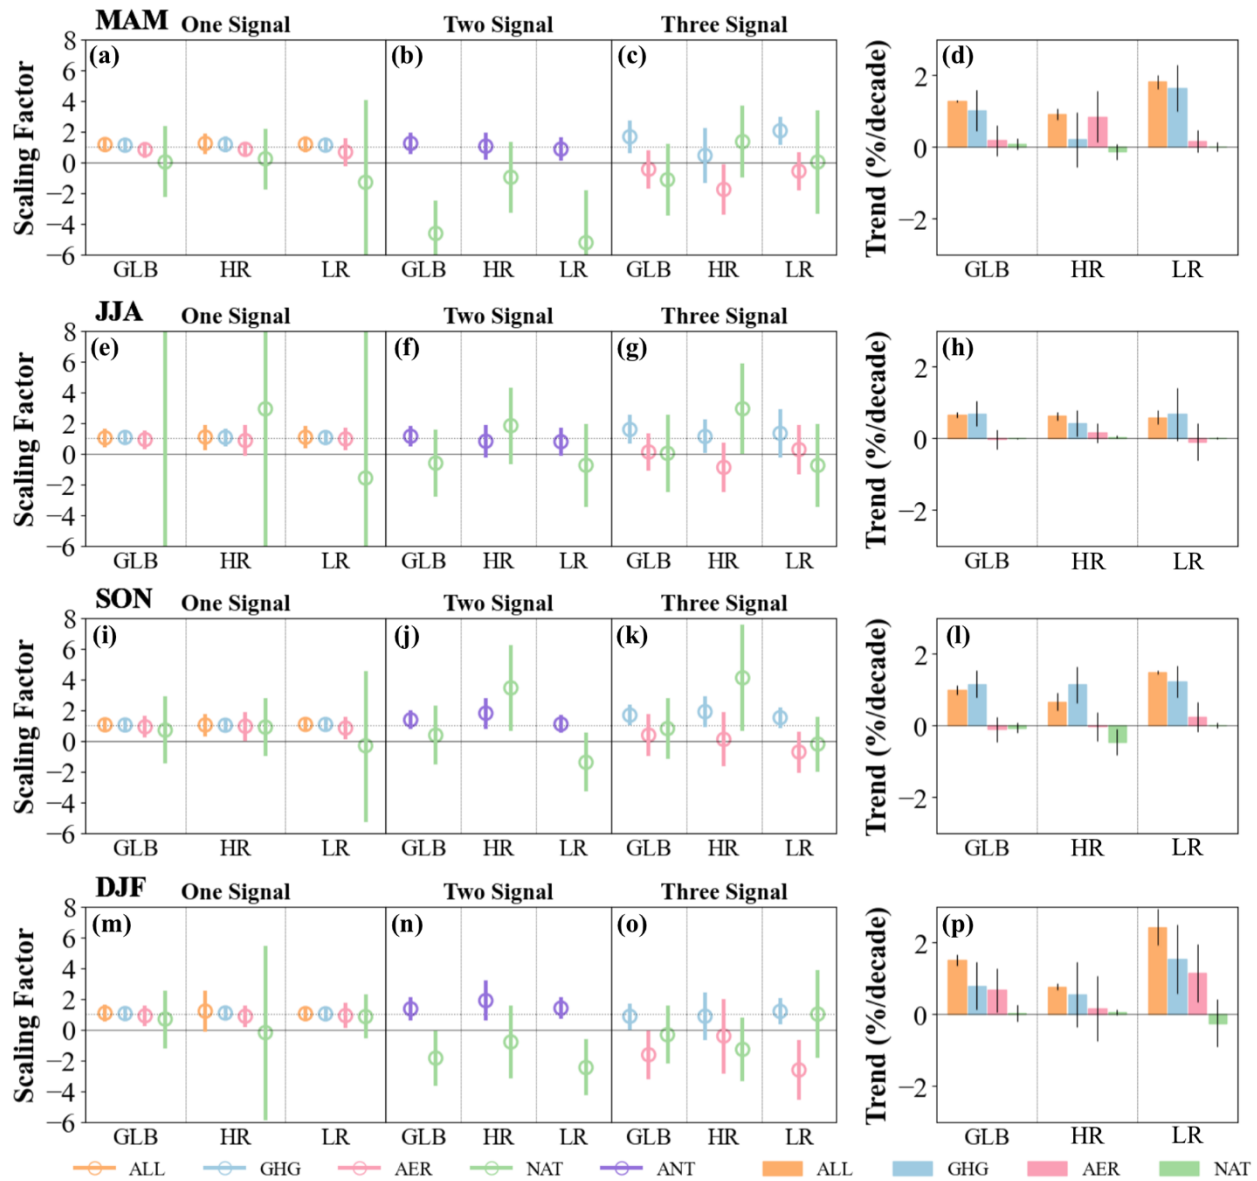 MAM One Signal Two Signal Three Signal
(a) (b) (c) (d)
Scaling Factor
8
6
4
2
0
−2
−4
−6
GLB HR LR GLB HR LR GLB HR LR
Trend (%/decade)
2
0
−2
GLB HR LR
JJA One Signal Two Signal Three Signal
(e) (f) (g) (h)
Scaling Factor
8
6
4
2
0
−2
−4
−6
GLB HR LR GLB HR LR GLB HR LR
Trend (%/decade)
2
0
−2
GLB HR LR
SON One Signal Two Signal Three Signal
(i) (j) (k) (l)
Scaling Factor
8
6
4
2
0
−2
−4
−6
GLB HR LR GLB HR LR GLB HR LR
Trend (%/decade)
2
0
−2
GLB HR LR
DJF One Signal Two Signal Three Signal
(m) (n) (o) (p)
Scaling Factor
8
6
4
2
0
−2
−4
−6
GLB HR LR GLB HR LR GLB HR LR
Trend (%/decade)
2
0
−2
GLB HR LR
ALL GHG AER NAT ANT ALL GHG AER NAT